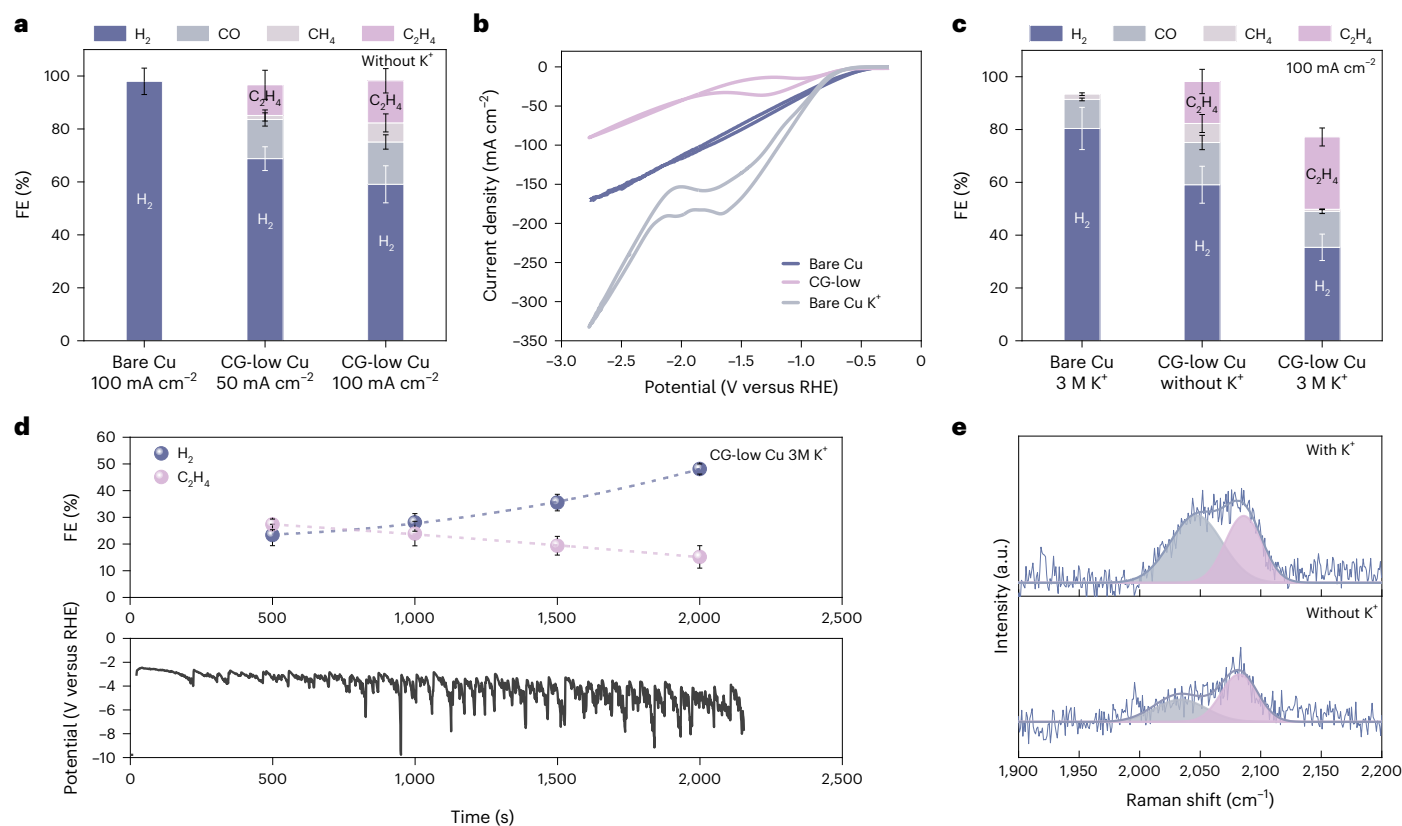 a
H₂ CO CH₄ C₂H₄
Without K⁺
FE (%)
100
80
60
40
20
0
H₂
C₂H₄
H₂
C₂H₄
H₂
Bare Cu CG-low Cu CG-low Cu
100 mA cm⁻² 50 mA cm⁻² 100 mA cm⁻²
b
Current density (mA cm⁻²)
0
−50
−100
−150
−200
−250
−300
−350
Bare Cu
CG-low
Bare Cu K⁺
−3.0 −2.5 −2.0 −1.5 −1.0 −0.5 0
Potential (V versus RHE)
c
H₂ CO CH₄ C₂H₄
100 mA cm⁻²
FE (%)
100
80
60
40
20
0
H₂
C₂H₄
H₂
C₂H₄
H₂
Bare Cu CG-low Cu CG-low Cu
3 M K⁺ without K⁺ 3 M K⁺
d
FE (%)
60
50
40
30
20
10
0
H₂
C₂H₄
CG-low Cu 3M K⁺
0 500 1,000 1,500 2,000 2,500
Potential (V versus RHE)
0
−2
−4
−6
−8
−10
0 500 1,000 1,500 2,000 2,500
Time (s)
e
Intensity (a.u.)
With K⁺
Without K⁺
1,900 1,950 2,000 2,050 2,100 2,150 2,200
Raman shift (cm⁻¹)